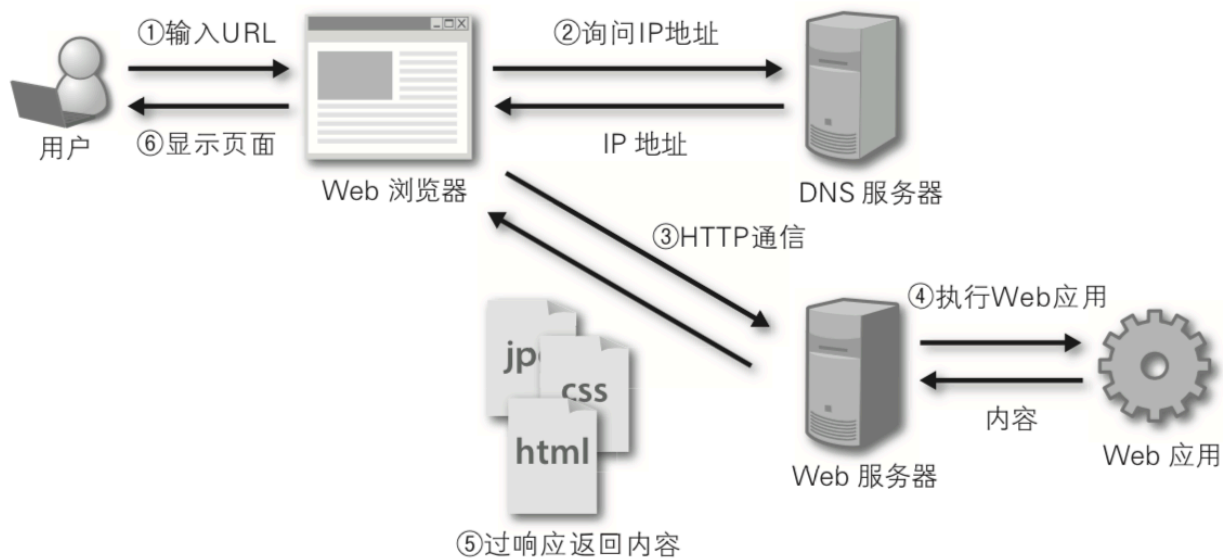 ①输入URL
②询问IP地址
用户
⑥显示页面
IP 地址
Web 浏览器
DNS 服务器
③HTTP通信
④执行Web应用
jp
css
html
内容
Web 服务器
Web 应用
⑤过响应返回内容